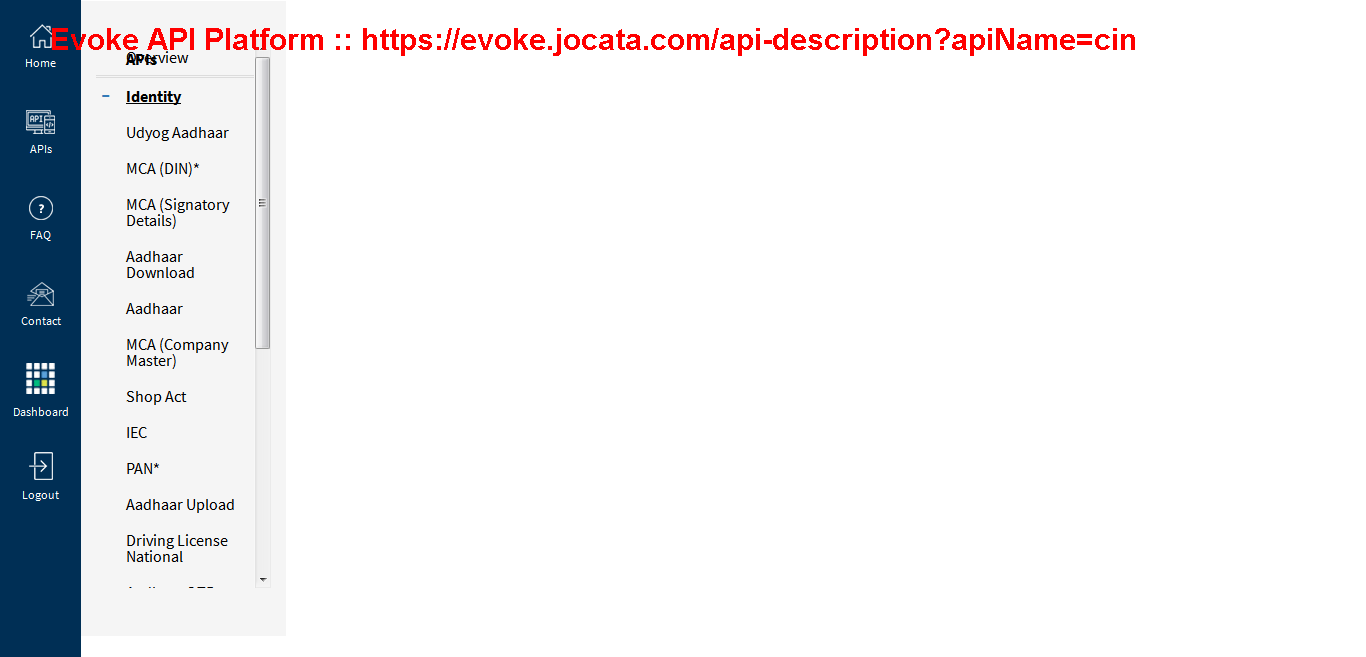 Evoke API Platform :: https://evoke.jocata.com/api-description?apiName=cin
Home
APIs
FAQ
?
Contact
Dashboard
Logout
APIs
Overview
Identity
Udyog Aadhaar
MCA (DIN)*
MCA (Signatory
Details)
Aadhaar
Download
Aadhaar
MCA (Company
Master)
Shop Act
IEC
PAN*
Aadhaar Upload
Driving License
National